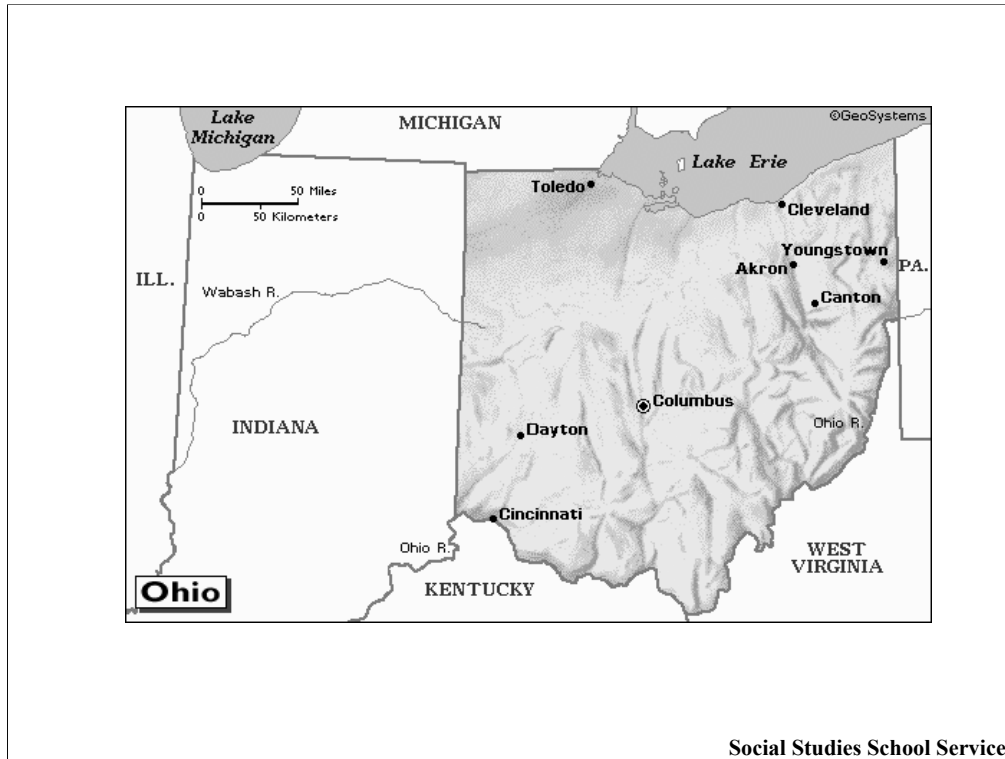 Lake
Michigan
MICHIGAN
©GeoSystems
0 50 Miles
0 50 Kilometers
Toledo
Lake Erie
Cleveland
Youngstown
Akron
PA.
ILL.
Wabash R.
Canton
Columbus
INDIANA
Dayton
Ohio R.
Cincinnati
Ohio R.
WEST
VIRGINIA
KENTUCKY
Ohio
Social Studies School Service